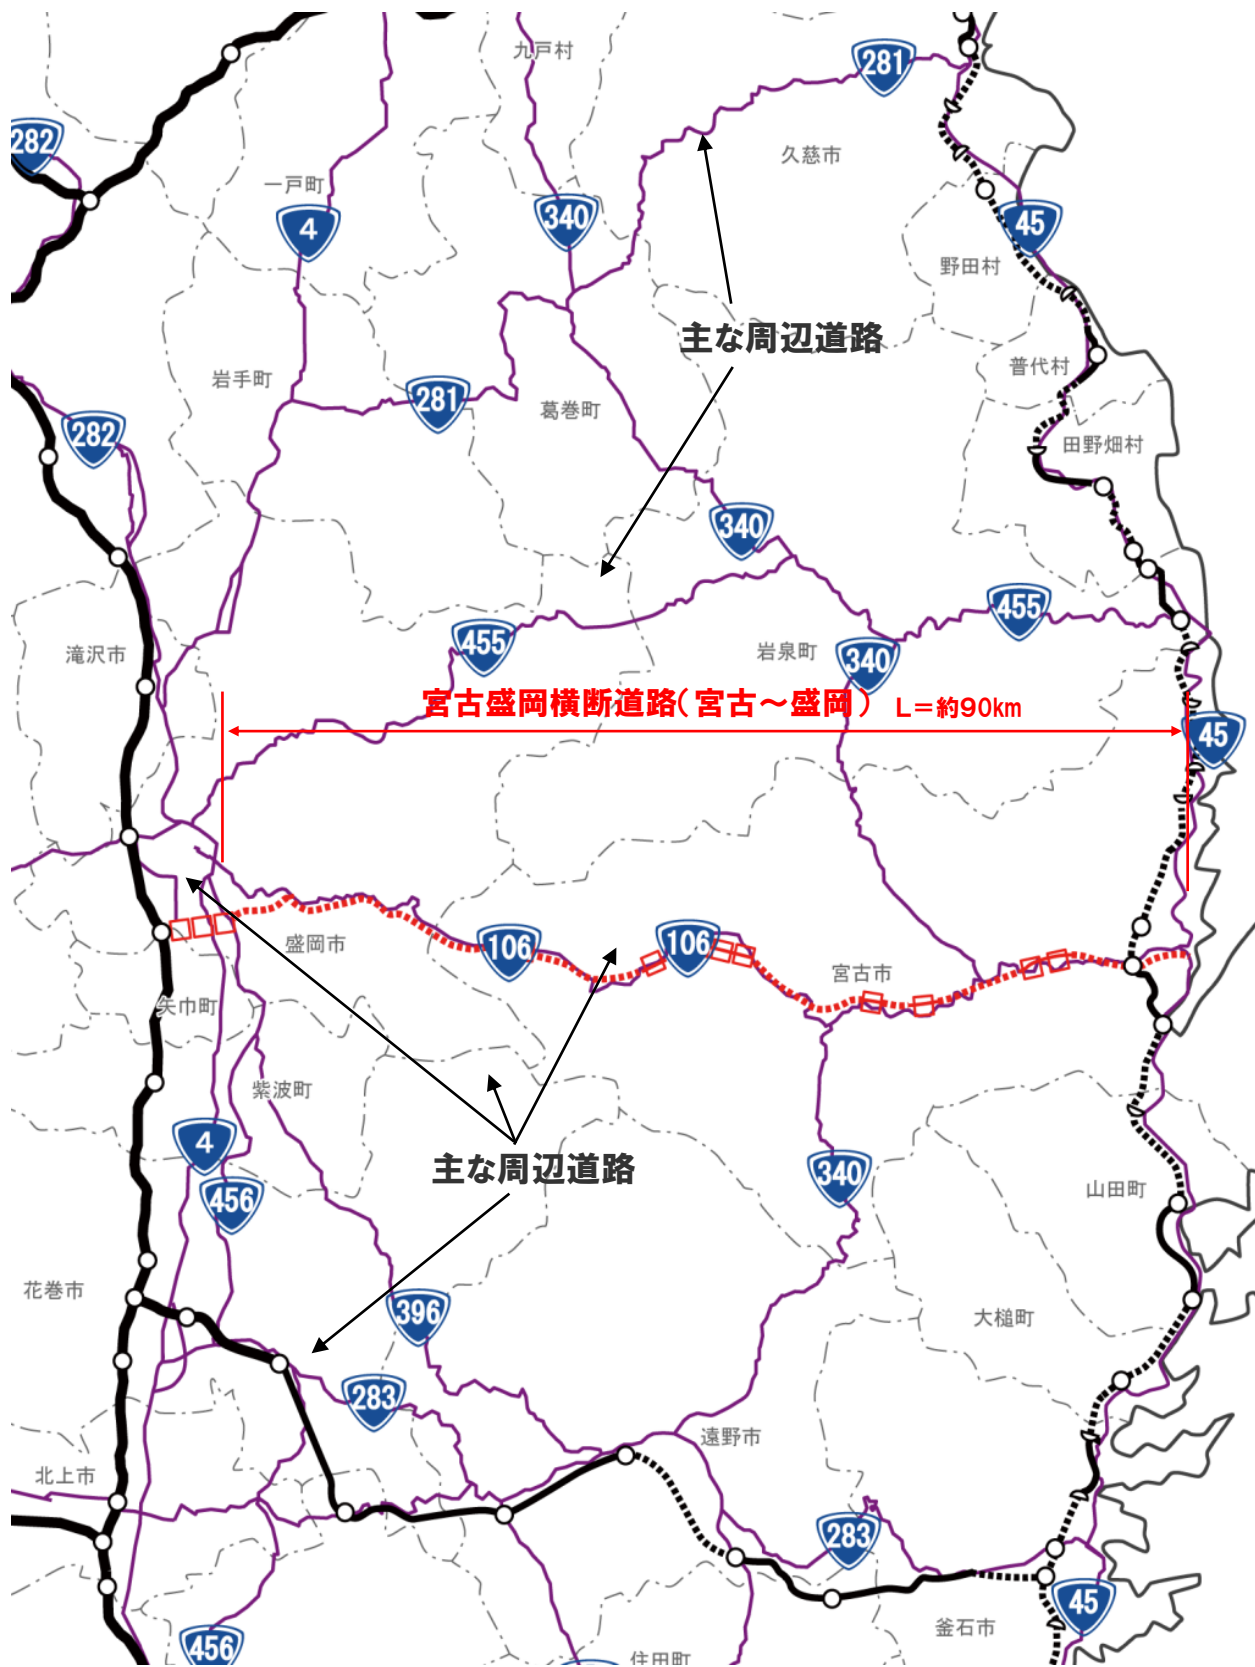 九戸村
281
282
久慈市
一戸町
4
340
45
野田村
主な周辺道路
普代村
岩手町
281
葛巻町
282
田野畑村
340
455
455
滝沢市
岩泉町
340
宮古盛岡横断道路(宮古～盛岡) L=約90km
45
盛岡市
106
106
宮古市
矢巾町
紫波町
4
主な周辺道路
340
456
山田町
花巻市
396
大槌町
283
遠野市
北上市
283
45
釜石市
456
住田町